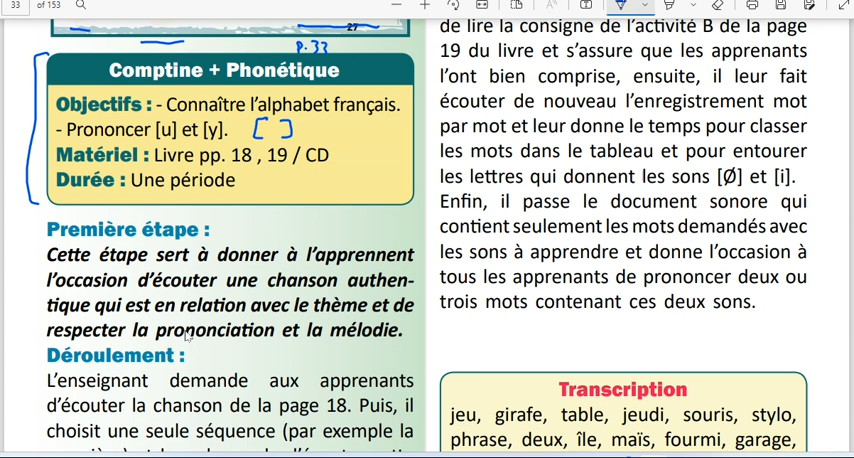 33
of 153
27
p.33
Comptine + Phonétique
Objectifs : - Connaître l'alphabet français.
- Prononcer [u] et [y]. [ ]
Matériel : Livre pp. 18 , 19 / CD
Durée : Une période
Première étape :
Cette étape sert à donner à l'apprennent
l'occasion d'écouter une chanson authen-
tique qui est en relation avec le thème et de
respecter la prononciation et la mélodie.
Déroulement :
L'enseignant demande aux apprenants
d'écouter la chanson de la page 18. Puis, il
choisit une seule séquence (par exemple la
de lire la consigne de l'activité B de la page
19 du livre et s'assure que les apprenants
l'ont bien comprise, ensuite, il leur fait
écouter de nouveau l'enregistrement mot
par mot et leur donne le temps pour classer
les mots dans le tableau et pour entourer
les lettres qui donnent les sons [Ø] et [i].
Enfin, il passe le document sonore qui
contient seulement les mots demandés avec
les sons à apprendre et donne l'occasion à
tous les apprenants de prononcer deux ou
trois mots contenant ces deux sons.
Transcription
jeu, girafe, table, jeudi, souris, stylo,
phrase, deux, île, maïs, fourmi, garage,